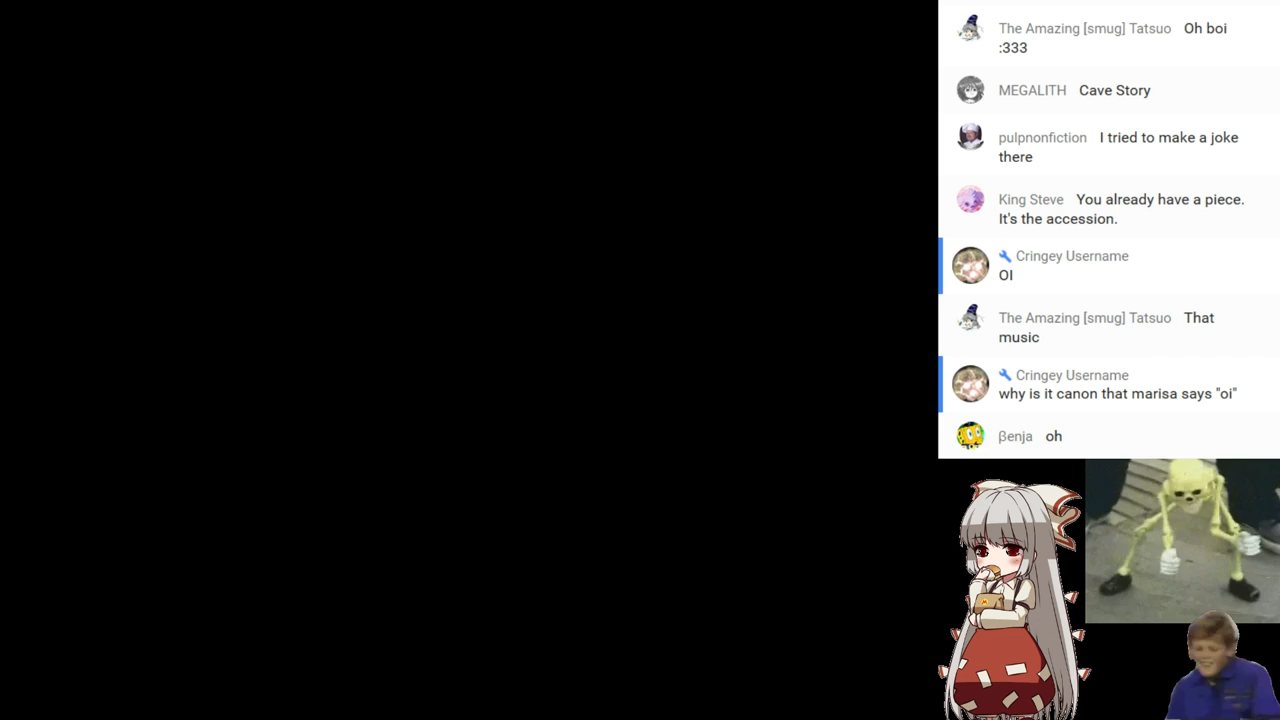 The Amazing [smug] Tatsuo Oh boi
:333
MEGALITH Cave Story
pulpnonfiction I tried to make a joke
there
King Steve You already have a piece.
It's the accession.
Cringey Username
OI
The Amazing [smug] Tatsuo That
music
Cringey Username
why is it canon that marisa says "oi"
βenja oh